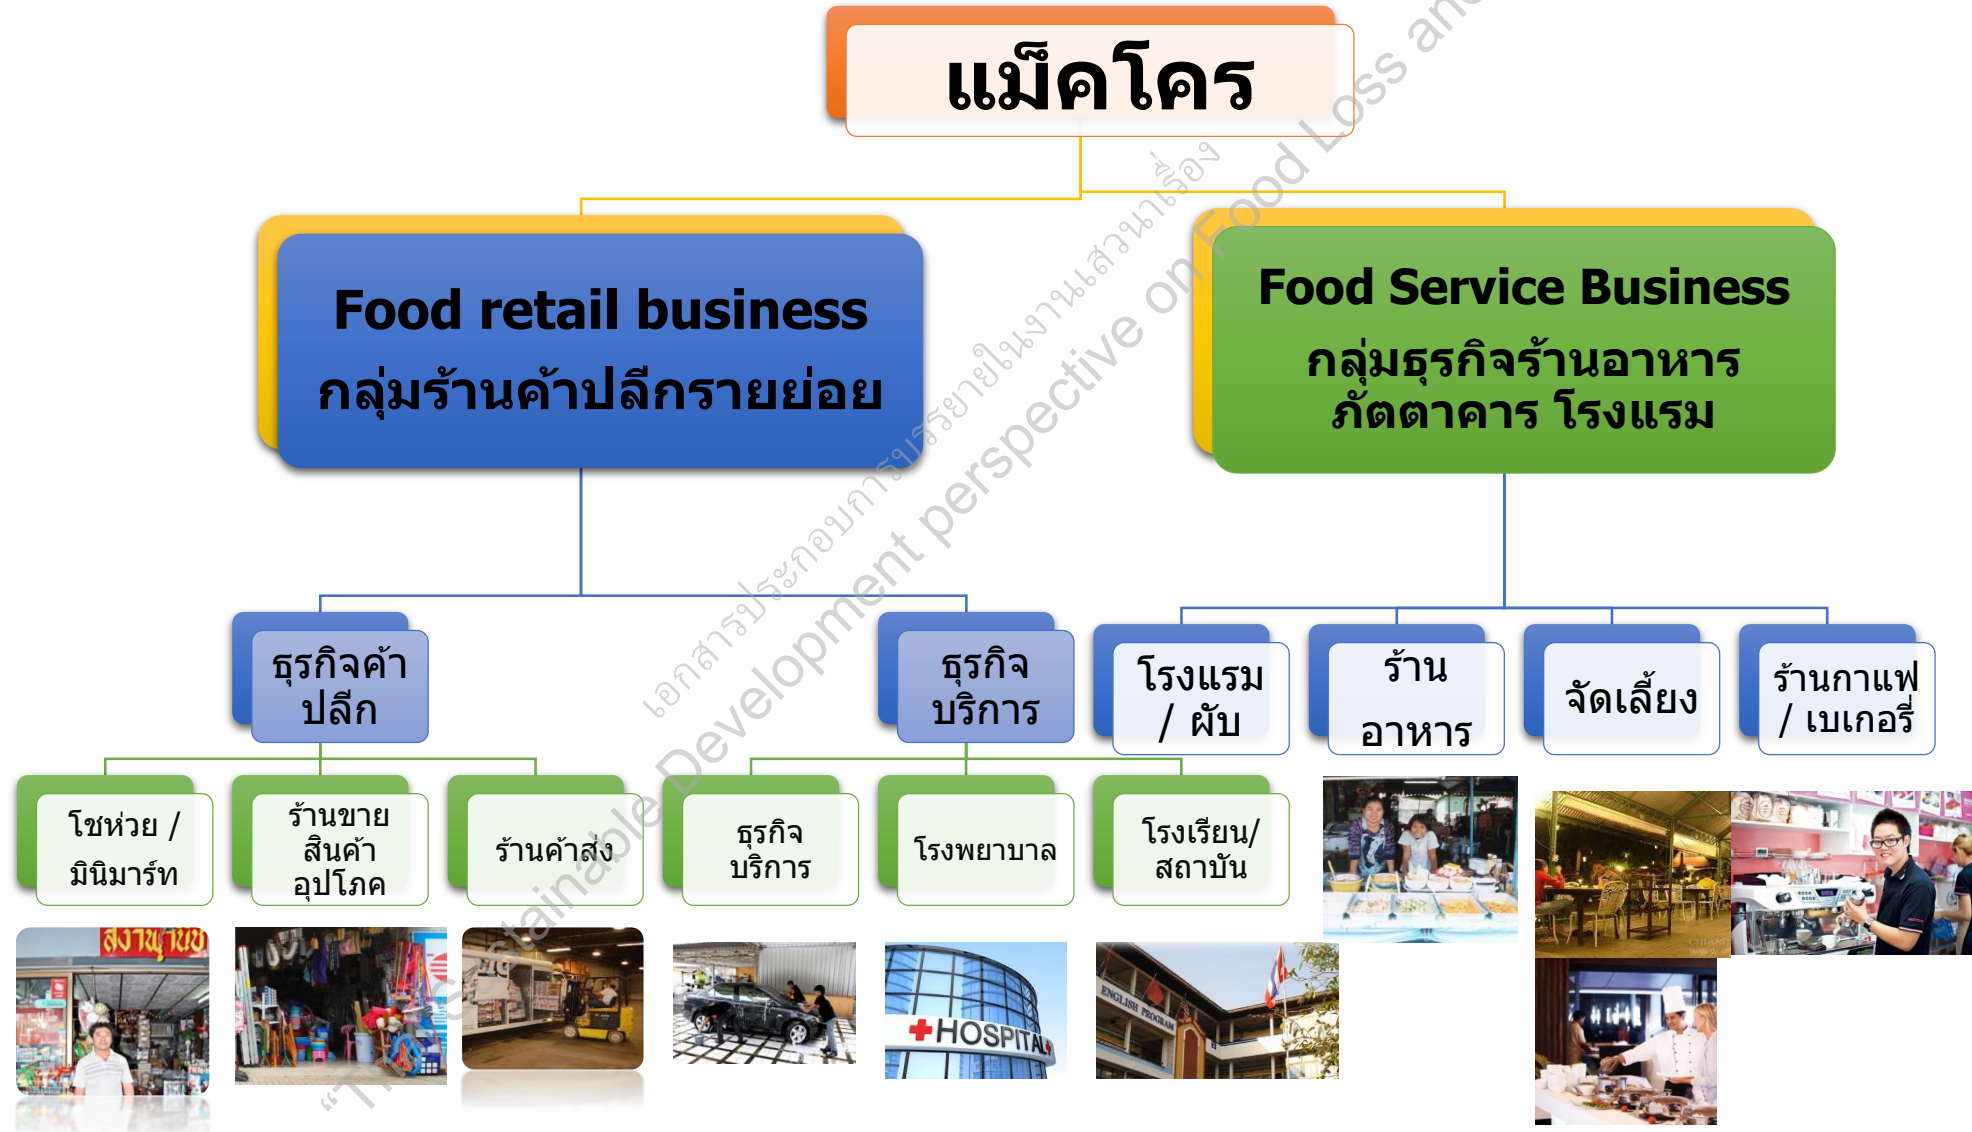 แม็คโคร
Food retail business
กลุ่มร้านค้าปลีกรายย่อย
Food Service Business
กลุ่มธุรกิจร้านอาหาร
ภัตตาคาร โรงแรม
ธุรกิจค้า
ปลีก
ธุรกิจ
บริการ
โรงแรม
/ ผับ
ร้าน
อาหาร
จัดเลี้ยง
ร้านกาแฟ
/ เบเกอรี่
โชห่วย /
มินิมาร์ท
ร้านขาย
สินค้า
อุปโภค
ร้านค้าส่ง
ธุรกิจ
บริการ
โรงพยาบาล
โรงเรียน/
สถาบัน
HOSPITAL
ENGLISH PROGRAM
เอกสารประกอบการบรรยายในงานเสวนาเรื่อง
Sustainable Development perspective on Food Loss and